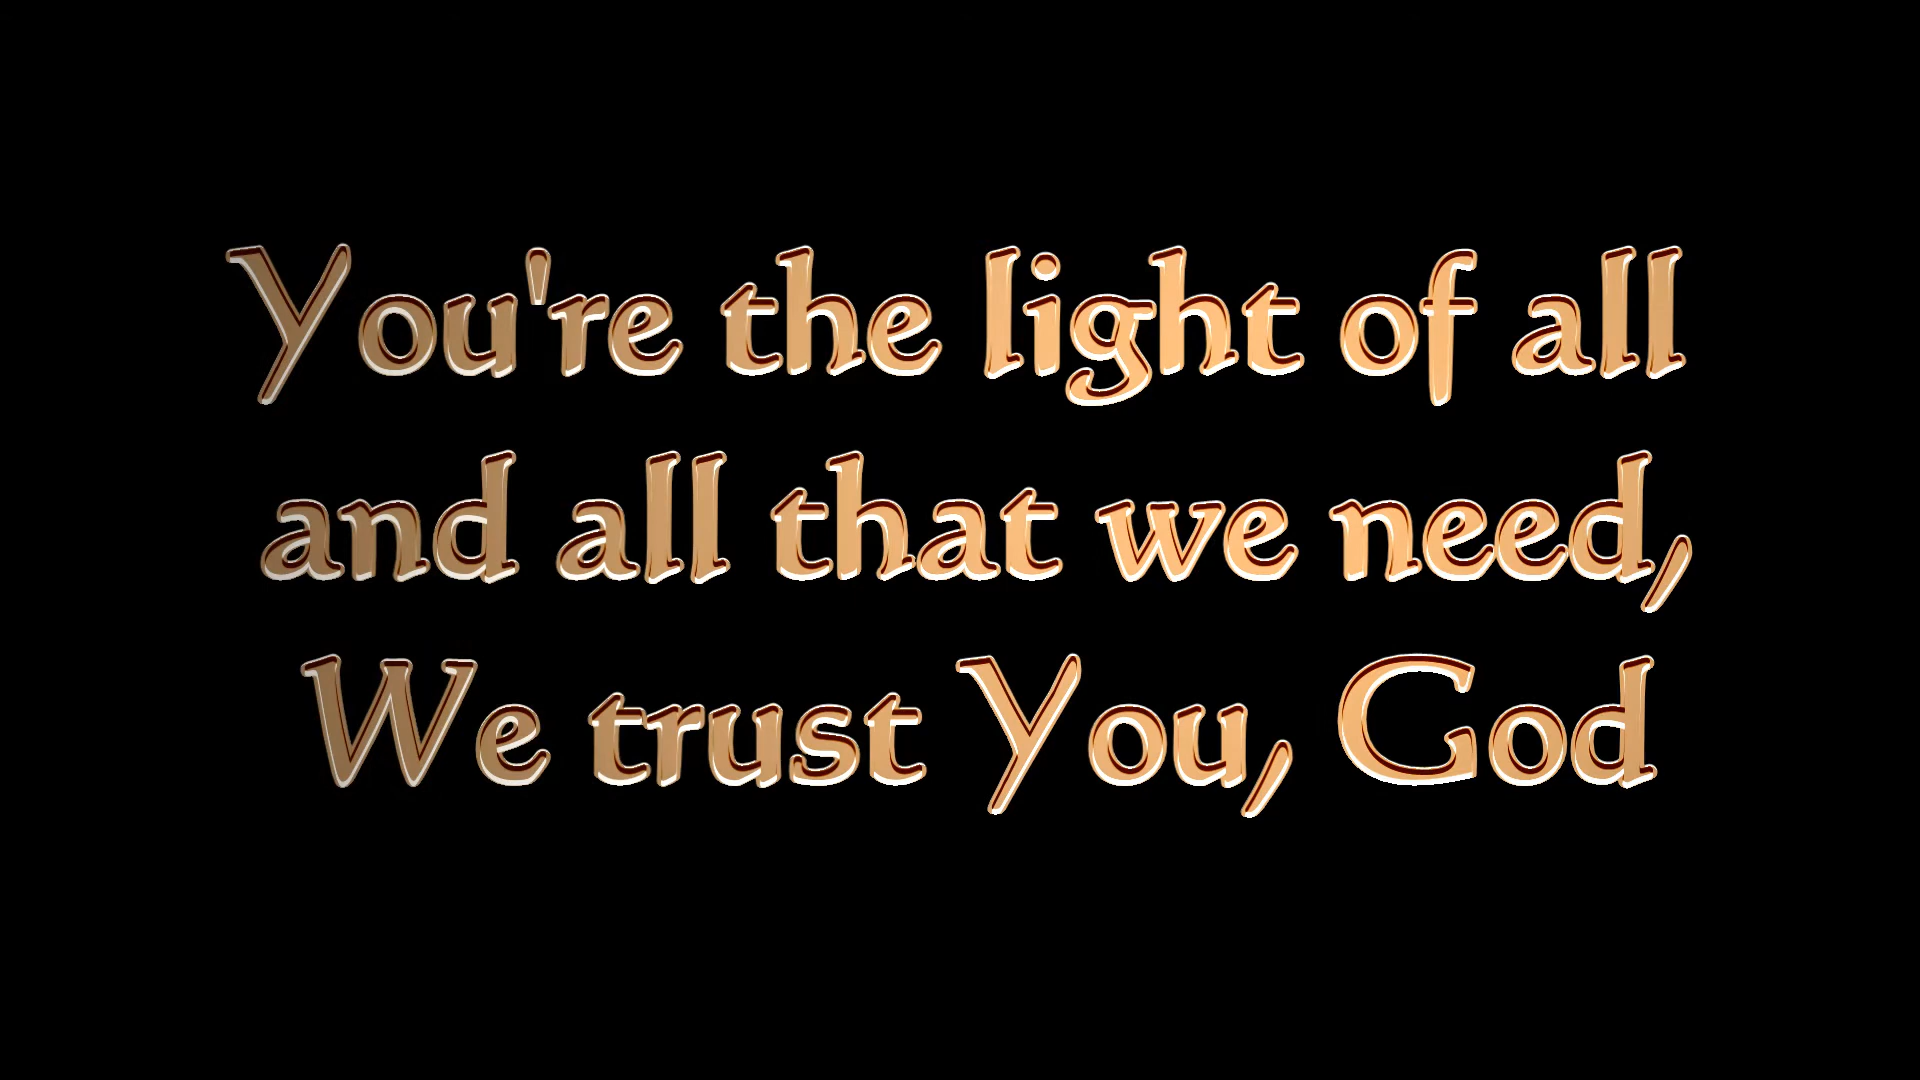 You're the light of all
and all that we need,
We trust You, God